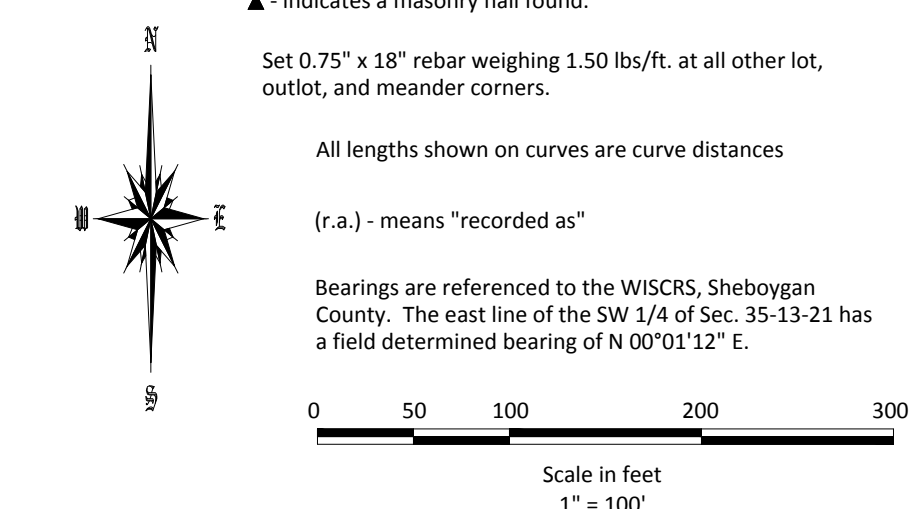 ▲ - indicates a masonry nail found.
N
Set 0.75" x 18" rebar weighing 1.50 lbs/ft. at all other lot,
outlot, and meander corners.
All lengths shown on curves are curve distances
W
E
(r.a.) - means "recorded as"
Bearings are referenced to the WISCRS, Sheboygan
County. The east line of the SW 1/4 of Sec. 35-13-21 has
a field determined bearing of N 00°01'12" E.
S
0 50 100 200 300
Scale in feet
1" = 100'